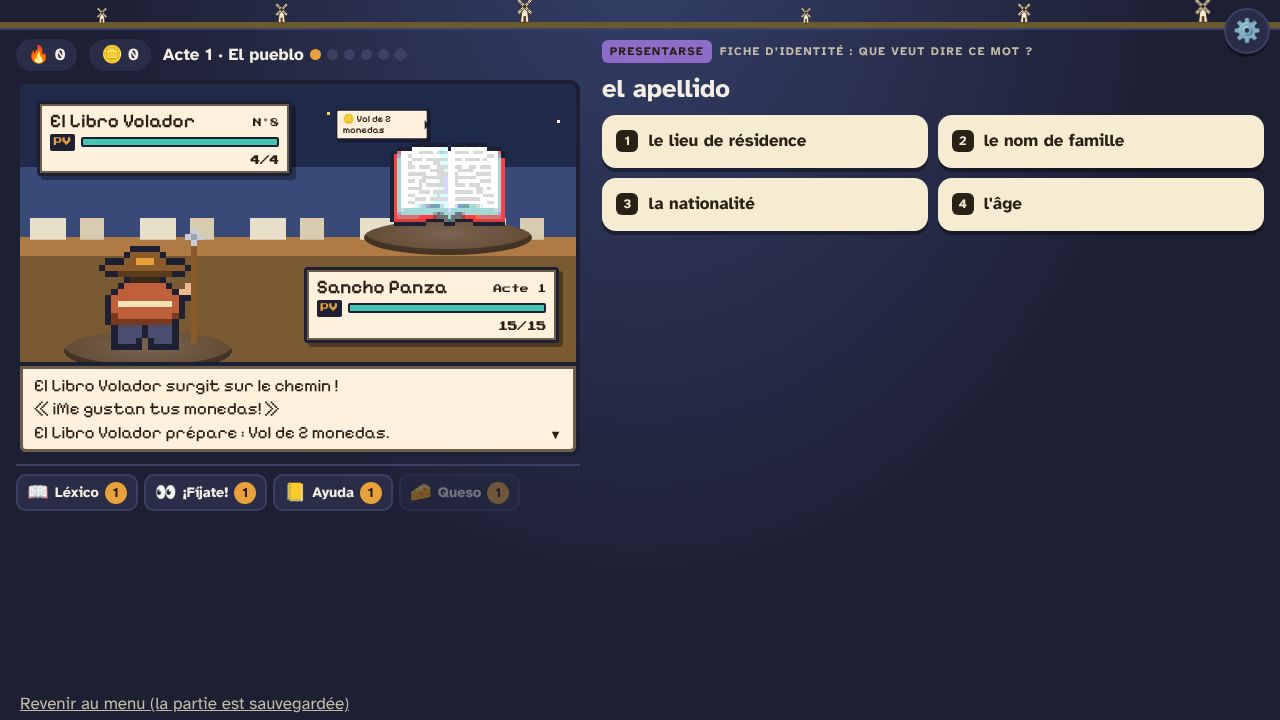 0
0
Acte 1 · El pueblo
El Libro Volador
N°8
PV
4/4
Vol de 2
monedas
Sancho Panza
Acte 1
PV
15/15
El Libro Volador surgit sur le chemin !
« ¡Me gustan tus monedas! »
El Libro Volador prépare : Vol de 2 monedas.
Léxico 1
¡Fíjate! 1
Ayuda 1
Queso 1
PRESENTARSE
FICHE D'IDENTITÉ : QUE VEUT DIRE CE MOT ?
el apellido
1 le lieu de résidence
2 le nom de famille
3 la nationalité
4 l'âge
Revenir au menu (la partie est sauvegardée)